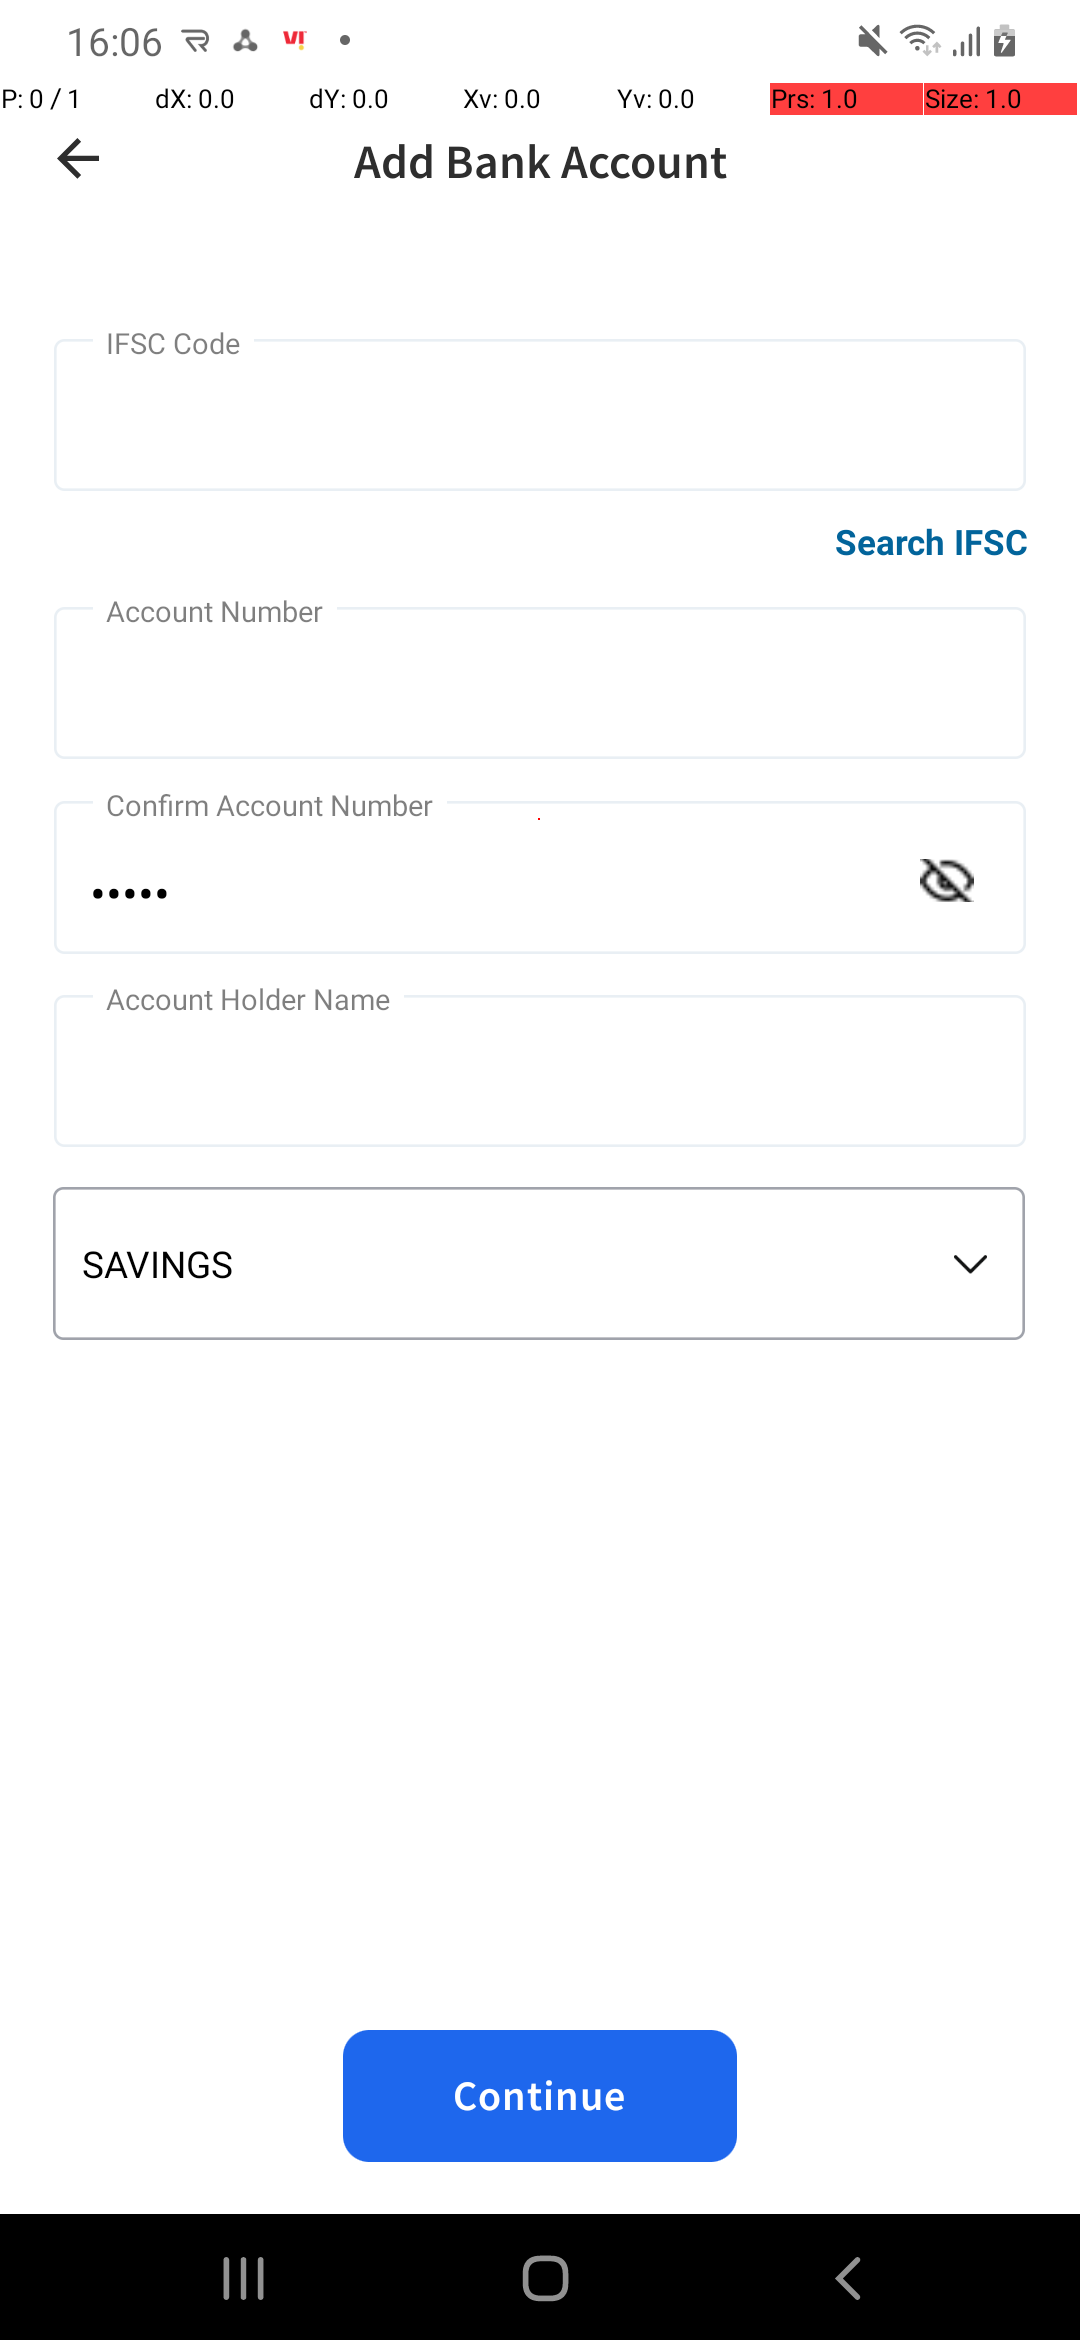 16:06
P: 0 / 1 dX: 0.0 dY: 0.0 Xv: 0.0 Yv: 0.0 Prs: 1.0 Size: 1.0
Add Bank Account
IFSC Code
Search IFSC
Account Number
Confirm Account Number
•••••
Account Holder Name
SAVINGS
Continue